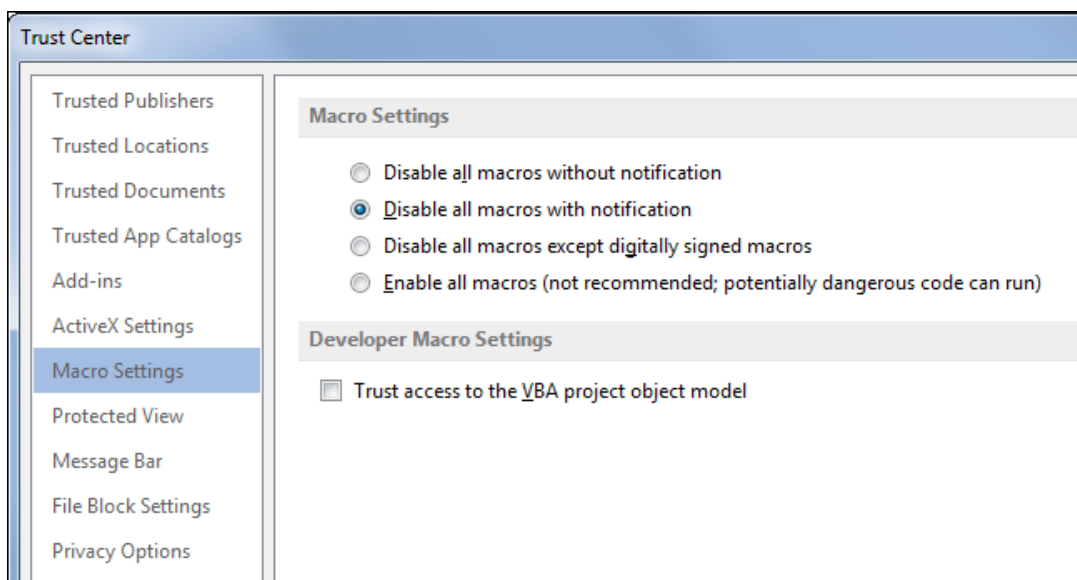 Trust Center
Trusted Publishers
Trusted Locations
Trusted Documents
Trusted App Catalogs
Add-ins
ActiveX Settings
Macro Settings
Protected View
Message Bar
File Block Settings
Privacy Options
Macro Settings
Disable all macros without notification
Disable all macros with notification
Disable all macros except digitally signed macros
Enable all macros (not recommended; potentially dangerous code can run)
Developer Macro Settings
Trust access to the VBA project object model